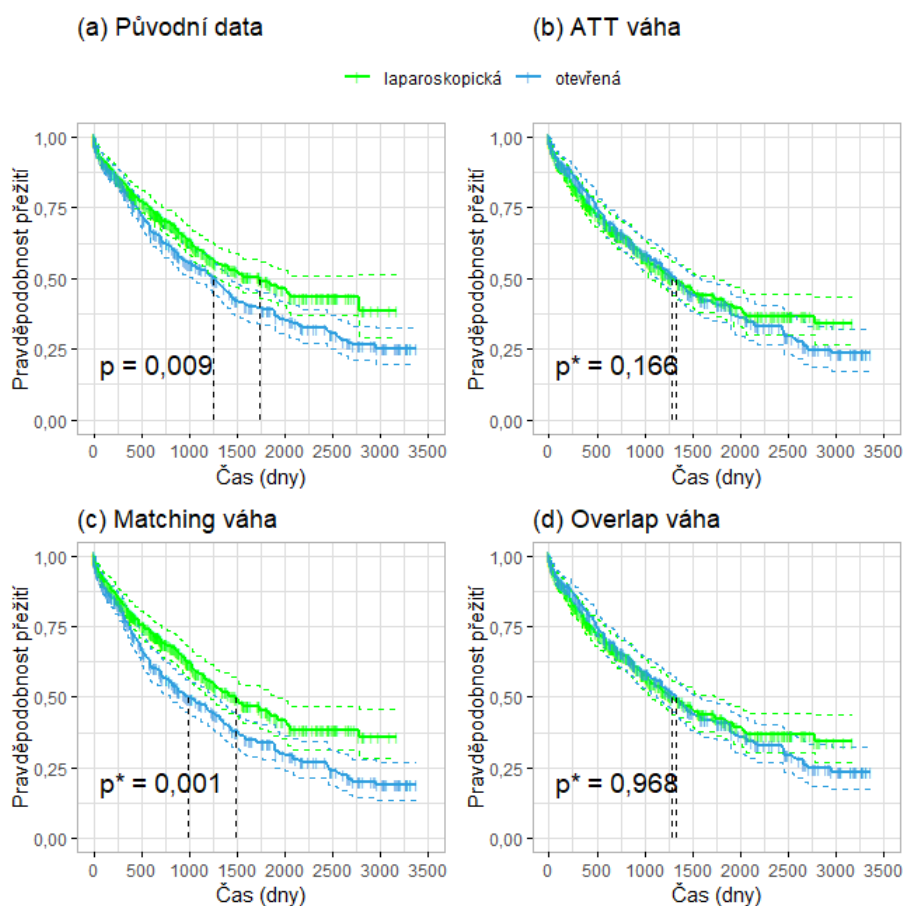 (a) Původní data
(b) ATT váha
laparoskopická otevřená
Pravděpodobnost přežití
1,00
0,75
0,50
0,25
0,00
p = 0,009
0 500 1000 1500 2000 2500 3000 3500
Čas (dny)
Pravděpodobnost přežití
1,00
0,75
0,50
0,25
0,00
p* = 0,166
0 500 1000 1500 2000 2500 3000 3500
Čas (dny)
(c) Matching váha
(d) Overlap váha
Pravděpodobnost přežití
1,00
0,75
0,50
0,25
0,00
p* = 0,001
0 500 1000 1500 2000 2500 3000 3500
Čas (dny)
Pravděpodobnost přežití
1,00
0,75
0,50
0,25
0,00
p* = 0,968
0 500 1000 1500 2000 2500 3000 3500
Čas (dny)